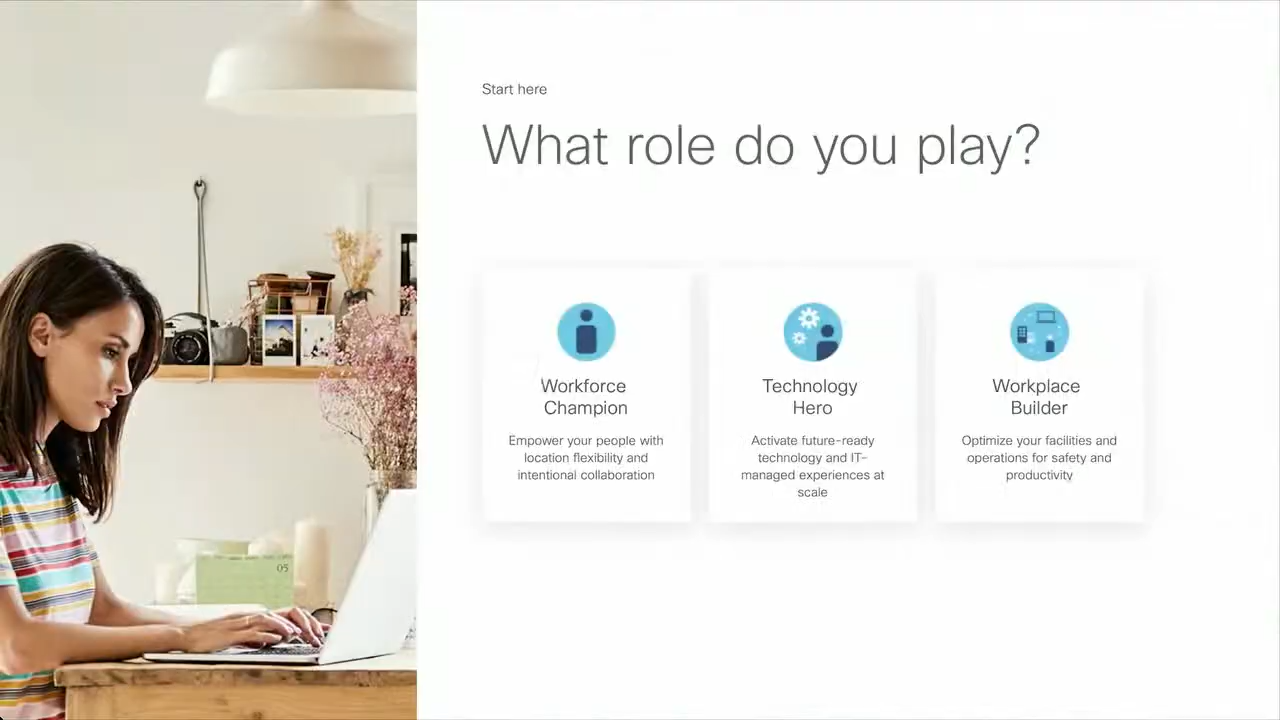 Start here
What role do you play?
Workforce
Champion
Empower your people with
location flexibility and
intentional collaboration
Technology
Hero
Activate future-ready
technology and IT-
managed experiences at
scale
Workplace
Builder
Optimize your facilities and
operations for safety and
productivity
05